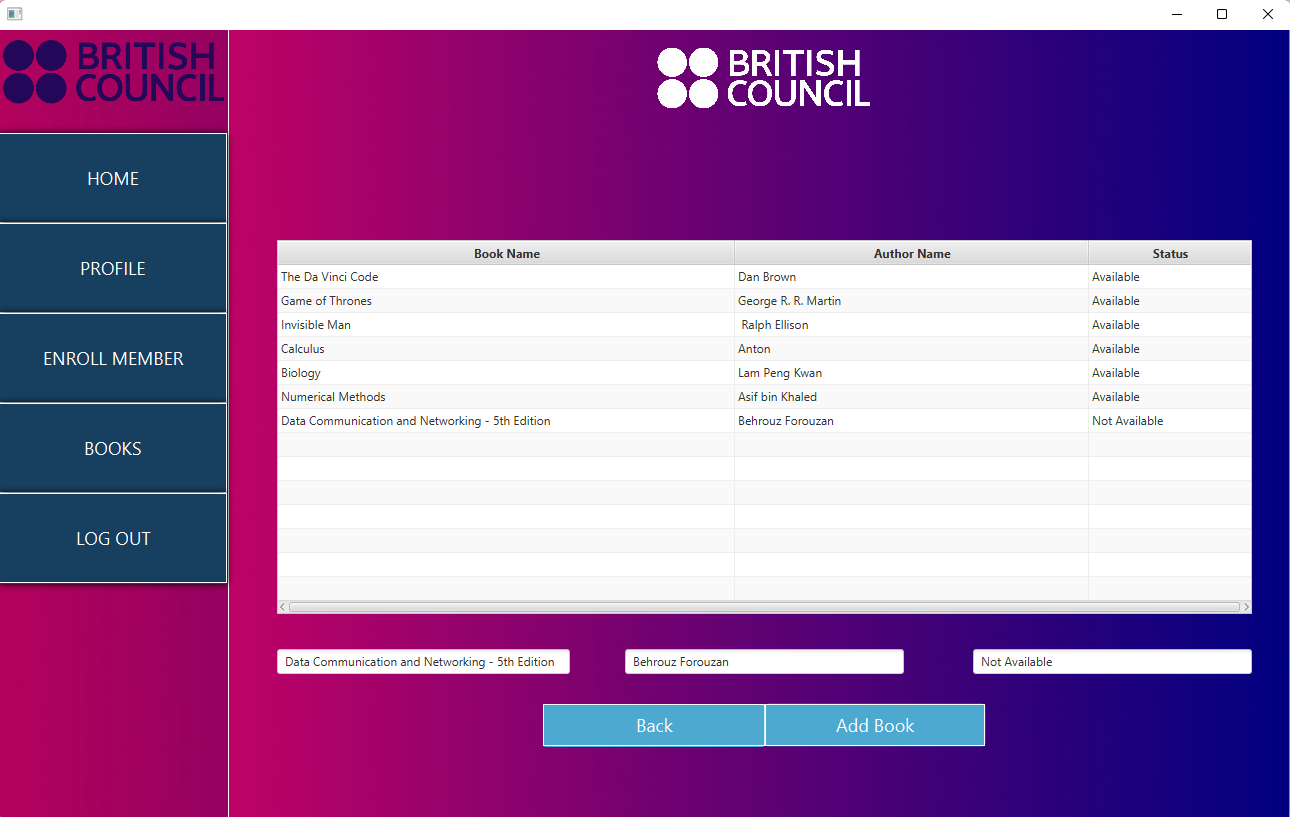 BRITISH
COUNCIL
HOME
PROFILE
ENROLL MEMBER
BOOKS
LOG OUT
BRITISH
COUNCIL
Book Name Author Name Status
The Da Vinci Code Dan Brown Available
Game of Thrones George R. R. Martin Available
Invisible Man Ralph Ellison Available
Calculus Anton Available
Biology Lam Peng Kwan Available
Numerical Methods Asif bin Khaled Available
Data Communication and Networking - 5th Edition Behrouz Forouzan Not Available
Data Communication and Networking - 5th Edition Behrouz Forouzan Not Available
Back Add Book